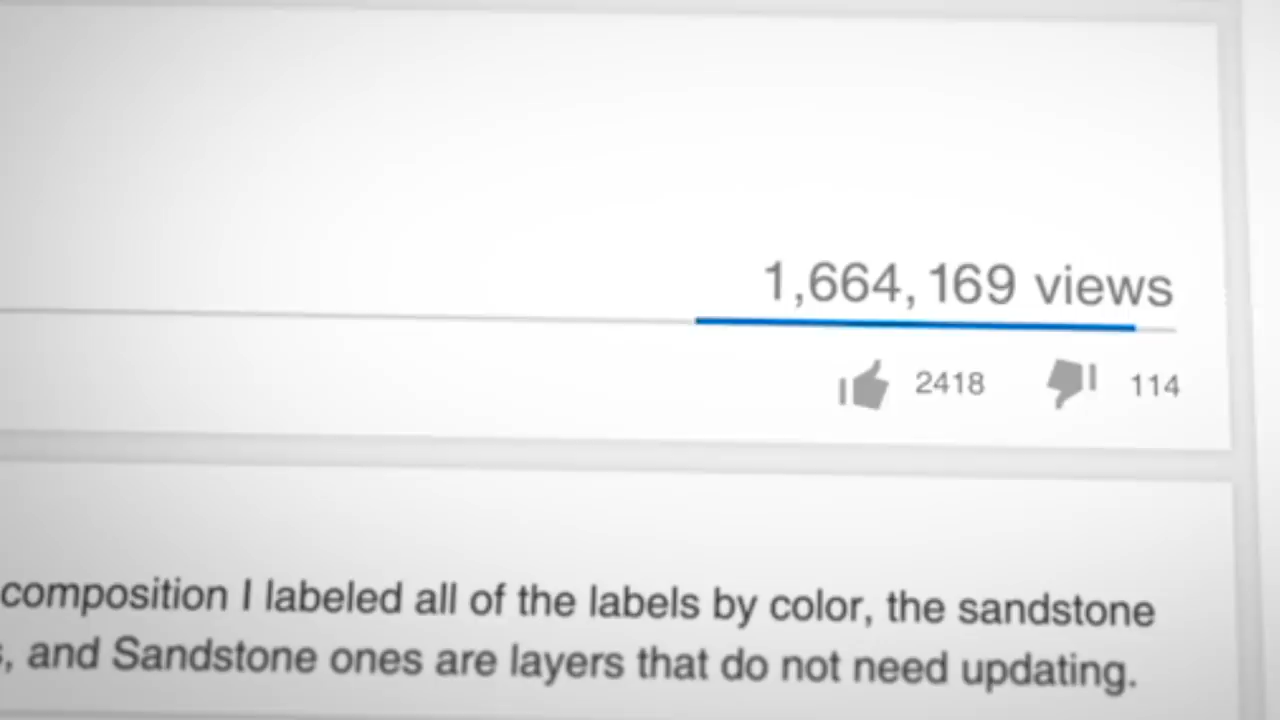 1,664,169 views
2418 114
composition I labeled all of the labels by color, the sandstone
, and Sandstone ones are layers that do not need updating.